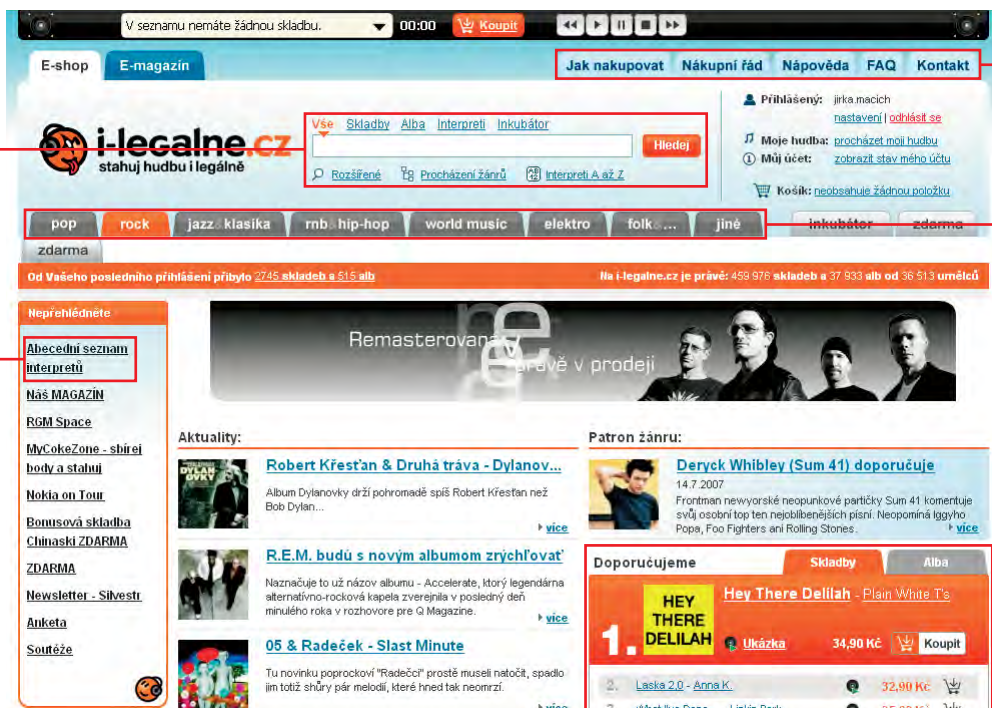 V seznamu nemáte žádnou skladbu.
00:00
Koupit
E-shop
E-magazín
Jak nakupovat Nákupní řád Nápověda FAQ Kontakt
i-legalne.cz
stahuj hudbu i legálně
Vše Skladby Alba Interpreti Inkubátor
Hledej
Rozšířené Procházení žánrů Interpreti A až Z
Přihlášený: jirka.macich
nastavení | odhlásit se
Moje hudba: procházet moji hudbu
Můj účet: zobrazit stav mého účtu
Košík: neobsahuje žádnou položku
pop rock jazz&klasika rnb&hip-hop world music elektro folk&... jiné inkubátor zdarma
zdarma
Od Vašeho posledního přihlášení přibylo 2745 skladeb a 515 alb
Na i-legalne.cz je právě: 459 976 skladeb a 37 933 alb od 36 513 umělců
Nepřehlédněte
Abecední seznam
interpretů
Náš MAGAZÍN
RGM Space
MyCokeZone - sbírej
body a stahuj
Nokia on Tour
Bonusová skladba
Chinaski ZDARMA
ZDARMA
Newsletter - Silvestr
Anketa
Soutěže
Remasterovaná
právě v prodeji
Aktuality:
DYLAN
OVKY
Robert Křesťan & Druhá tráva - Dylanov...
Album Dylanovky drží pohromadě spíš Robert Křesťan než
Bob Dylan...
více
R.E.M. budú s novým albumom zrýchľovať
Naznačuje to už názov albumu - Accelerate, ktorý legendárna
alternatívno-rocková kapela zverejnila v posledný deň
minulého roka v rozhovore pre Q Magazine.
více
05 & Radeček - Slast Minute
Tu novinku poprockoví "Radečci" prostě museli natočit, spadlo
jim totiž shůry pár melodií, které hned tak neomrzí.
více
Patron žánru:
Deryck Whibley (Sum 41) doporučuje
14.7.2007
Frontman newyorské neopunkové partičky Sum 41 komentuje
svůj osobní top ten nejoblíbenějších písní. Neopomíná Iggyho
Popa, Foo Fighters ani Rolling Stones.
více
Doporučujeme
Skladby
Alba
1.
HEY
THERE
DELILAH
Hey There Delilah - Plain White T's
Ukázka
34,90 Kč
Koupit
2. Laska 2,0 - Anna K.
32,90 Kč